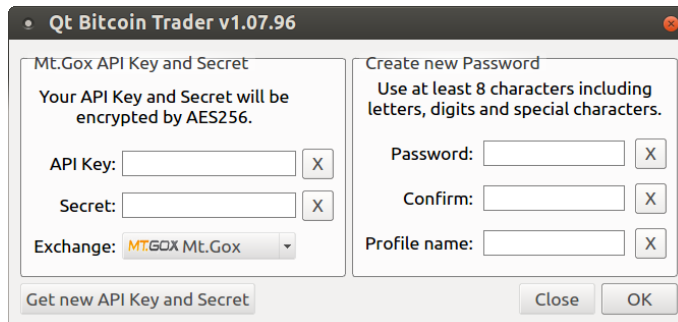 Qt Bitcoin Trader v1.07.96
Mt.Gox API Key and Secret
Your API Key and Secret will be
encrypted by AES256.
API Key:
X
Secret:
X
Exchange:
MT.GOX Mt.Gox
Create new Password
Use at least 8 characters including
letters, digits and special characters.
Password:
X
Confirm:
X
Profile name:
X
Get new API Key and Secret
Close
OK